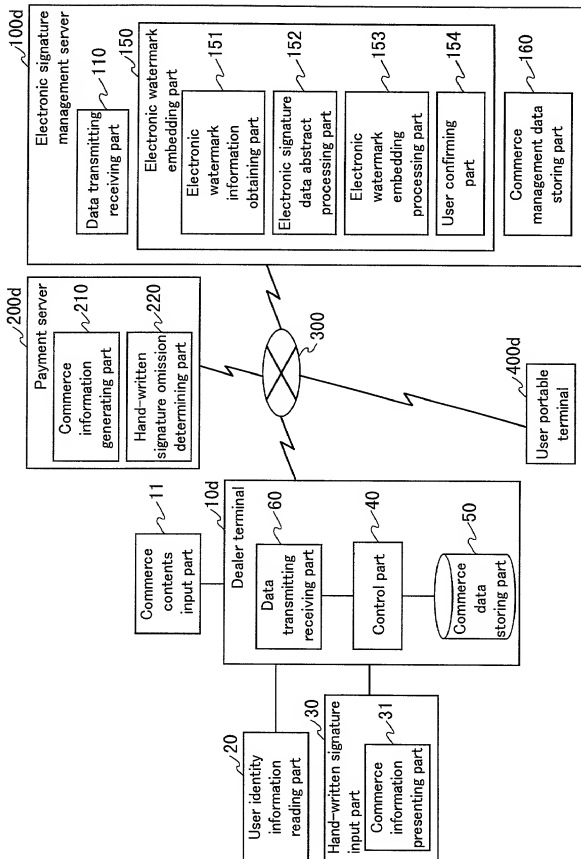 100d
Electronic signature
management server
110
Data transmitting
receiving part
150
Electronic watermark
embedding part
151
Electronic
watermark
information
obtaining part
152
Electronic signature
data abstract
processing part
153
Electronic
watermark
embedding
processing part
154
User confirming
part
160
Commerce
management data
storing part
200d
Payment server
210
Commerce
information
generating part
220
Hand-written
signature omission
determining part
300
400d
User portable
terminal
11
Commerce
contents
input part
10d
Dealer terminal
60
Data
transmitting
receiving part
40
Control part
50
Commerce
data
storing part
20
User identity
information
reading part
30
Hand-written signature
input part
31
Commerce
information
presenting part